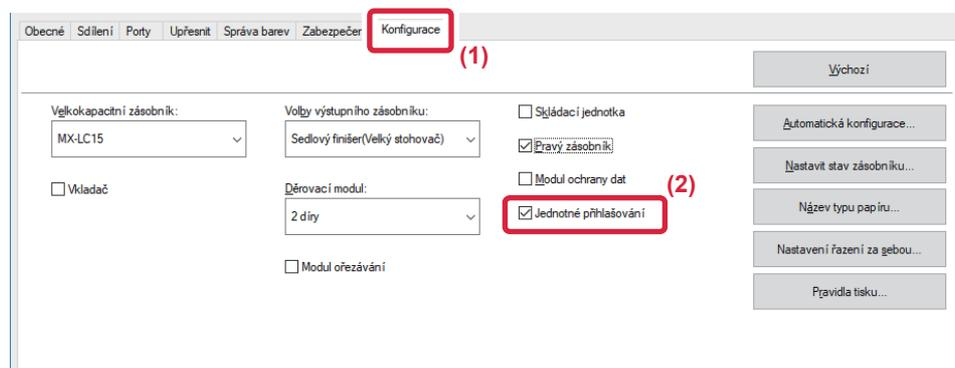 Obecné Sdílení Porty Upřesnit Správa barev Zabezpečer Konfigurace
(1)
Výchozí
Velkokapacitní zásobník:
MX-LC15
Vkladač
Volby výstupního zásobníku:
Sedlový finišer(Velký stohovač)
Děrovací modul:
2 díry
Modul ořezávání
Skládací jednotka
Pravý zásobník
Modul ochrany dat
(2)
Jednotné přihlašování
Automatická konfigurace...
Nastavit stav zásobníku...
Název typu papíru...
Nastavení řazení za sebou...
Pravidla tisku...